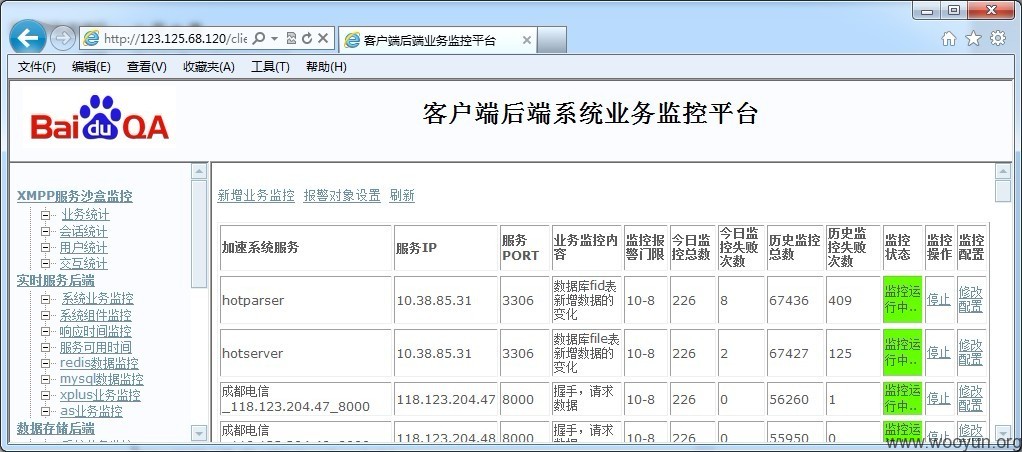 http://123.125.68.120/clie
客户端后端业务监控平台
文件(F) 编辑(E) 查看(V) 收藏夹(A) 工具(T) 帮助(H)
Bai du QA
客户端后端系统业务监控平台
XMPP服务沙盒监控
业务统计
会话统计
用户统计
交互统计
实时服务后端
系统业务监控
系统组件监控
响应时间监控
服务可用时间
redis数据监控
mysql数据监控
xplus业务监控
as业务监控
数据存储后端
新增业务监控 报警对象设置 刷新
加速系统服务 服务IP 服务PORT 业务监控内容 监控报警门限 今日监控总数 今日监控失败次数 历史监控总数 历史监控失败次数 监控状态 监控操作 监控配置
hotparser 10.38.85.31 3306 数据库fid表新增数据的变化 10-8 226 8 67436 409 监控运行中.. 停止 修改配置
hotserver 10.38.85.31 3306 数据库file表新增数据的变化 10-8 226 2 67427 125 监控运行中.. 停止 修改配置
成都电信_118.123.204.47_8000 118.123.204.47 8000 握手，请求数据 10-8 226 0 56260 1 监控运行中.. 停止 修改配置
成都电信 118.123.204.48 8000 握手，请求 10-8 226 0 55950 0 监控运 停止 修改
www.wooyun.org